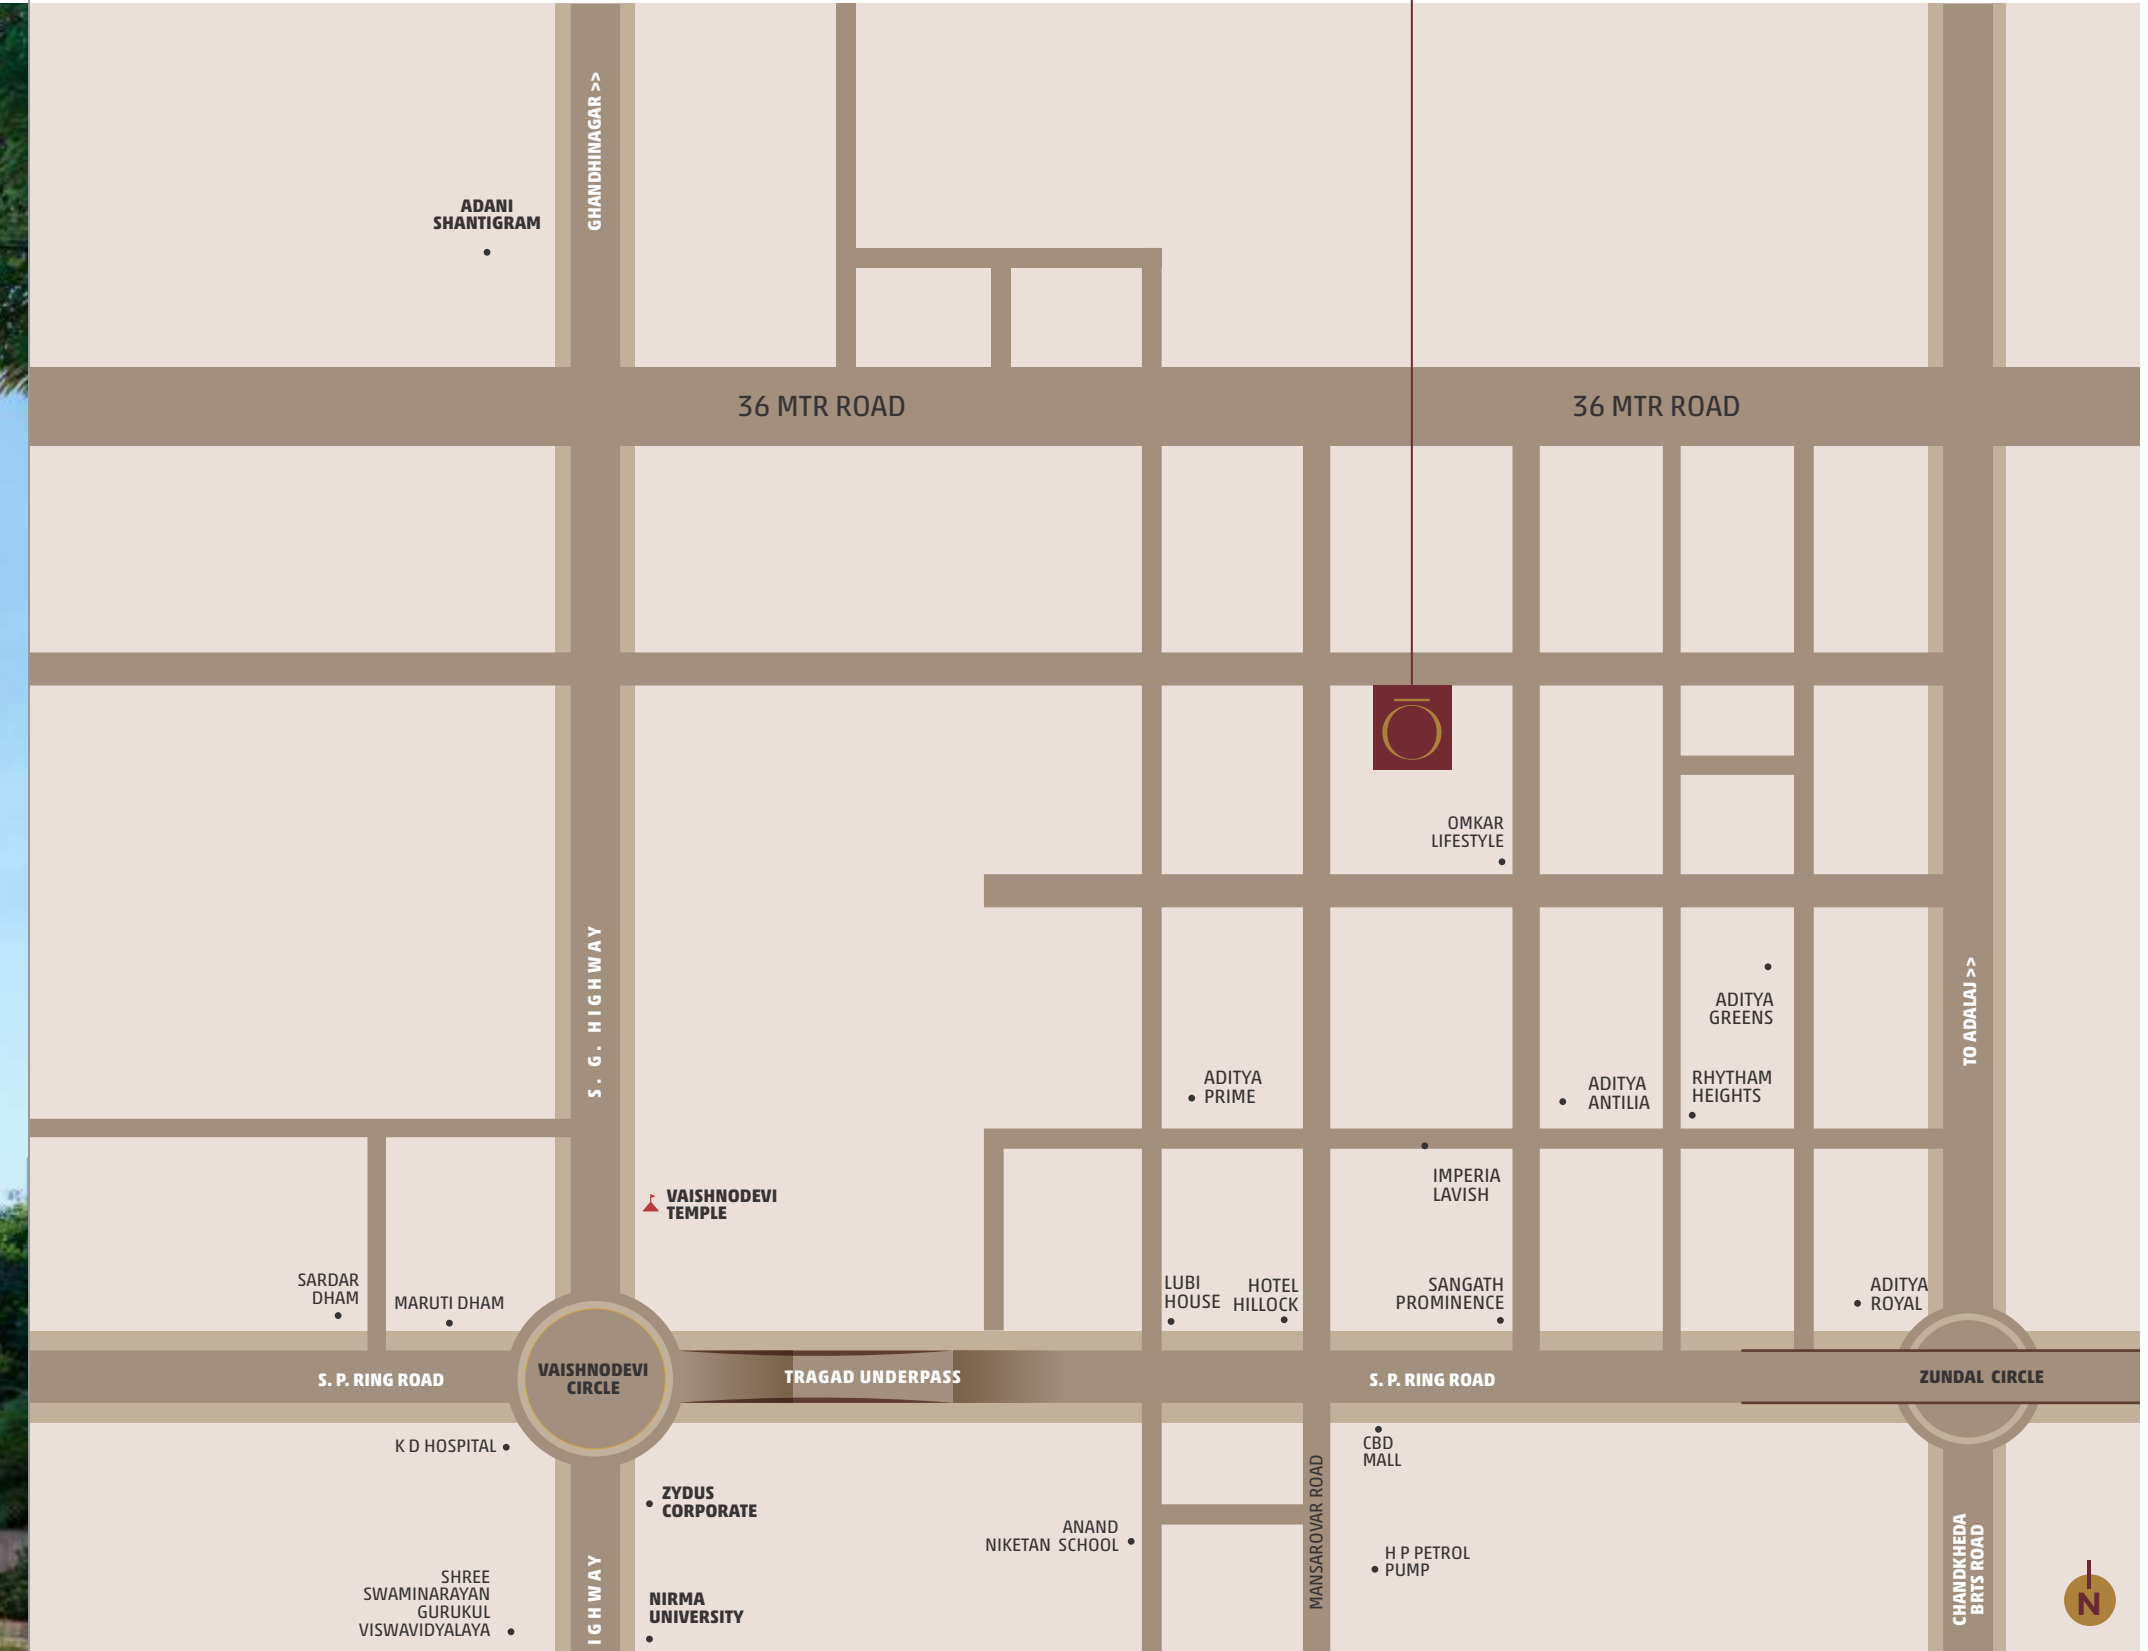 GHANDHINAGAR >>
ADANI
SHANTIGRAM
36 MTR ROAD
36 MTR ROAD
Ō
OMKAR
LIFESTYLE
S. G. HIGHWAY
TO ADALAJ >>
ADITYA
GREENS
ADITYA
PRIME
ADITYA
ANTILIA
RHYTHAM
HEIGHTS
IMPERIA
LAVISH
VAISHNODEVI
TEMPLE
SARDAR
DHAM
MARUTI DHAM
LUBI
HOUSE
HOTEL
HILLOCK
SANGATH
PROMINENCE
ADITYA
ROYAL
S. P. RING ROAD
VAISHNODEVI
CIRCLE
TRAGAD UNDERPASS
S. P. RING ROAD
ZUNDAL CIRCLE
K D HOSPITAL
CBD
MALL
MANSAROVAR ROAD
ZYDUS
CORPORATE
ANAND
NIKETAN SCHOOL
H P PETROL
PUMP
CHANDKHEDA
BRTS ROAD
SHREE
SWAMINARAYAN
GURUKUL
VISWAVIDYALAYA
IGHWAY
NIRMA
UNIVERSITY
N